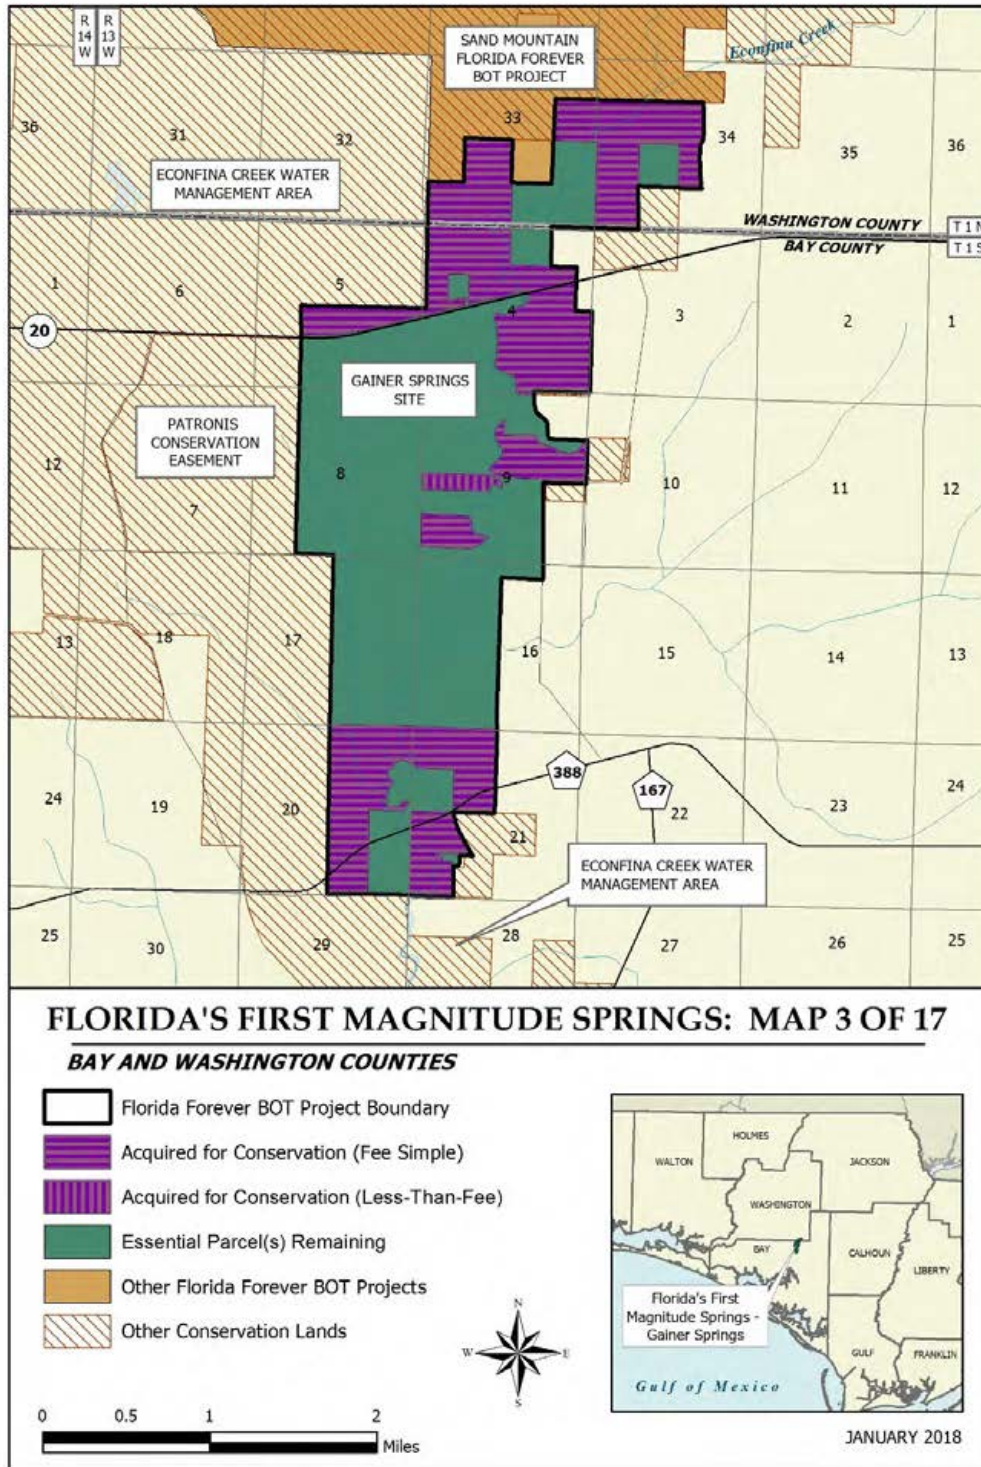 R
14
W
R
13
W
SAND MOUNTAIN
FLORIDA FOREVER
BOT PROJECT
Econfina Creek
36
31
32
33
34
35
36
ECONFINA CREEK WATER
MANAGEMENT AREA
WASHINGTON COUNTY
BAY COUNTY
T1N
T1S
1
6
5
4
3
2
1
20
GAINER SPRINGS
SITE
PATRONIS
CONSERVATION
EASEMENT
12
7
8
9
10
11
12
13
18
17
16
15
14
13
388
167
24
19
20
21
22
23
24
ECONFINA CREEK WATER
MANAGEMENT AREA
25
30
29
28
27
26
25
FLORIDA'S FIRST MAGNITUDE SPRINGS: MAP 3 OF 17
BAY AND WASHINGTON COUNTIES
Florida Forever BOT Project Boundary
Acquired for Conservation (Fee Simple)
Acquired for Conservation (Less-Than-Fee)
Essential Parcel(s) Remaining
Other Florida Forever BOT Projects
Other Conservation Lands
N
W
E
S
0 0.5 1 2
Miles
HOLMES
WALTON
JACKSON
WASHINGTON
BAY
CALHOUN
LIBERTY
Florida's First
Magnitude Springs -
Gainer Springs
GULF
FRANKLIN
Gulf of Mexico
JANUARY 2018